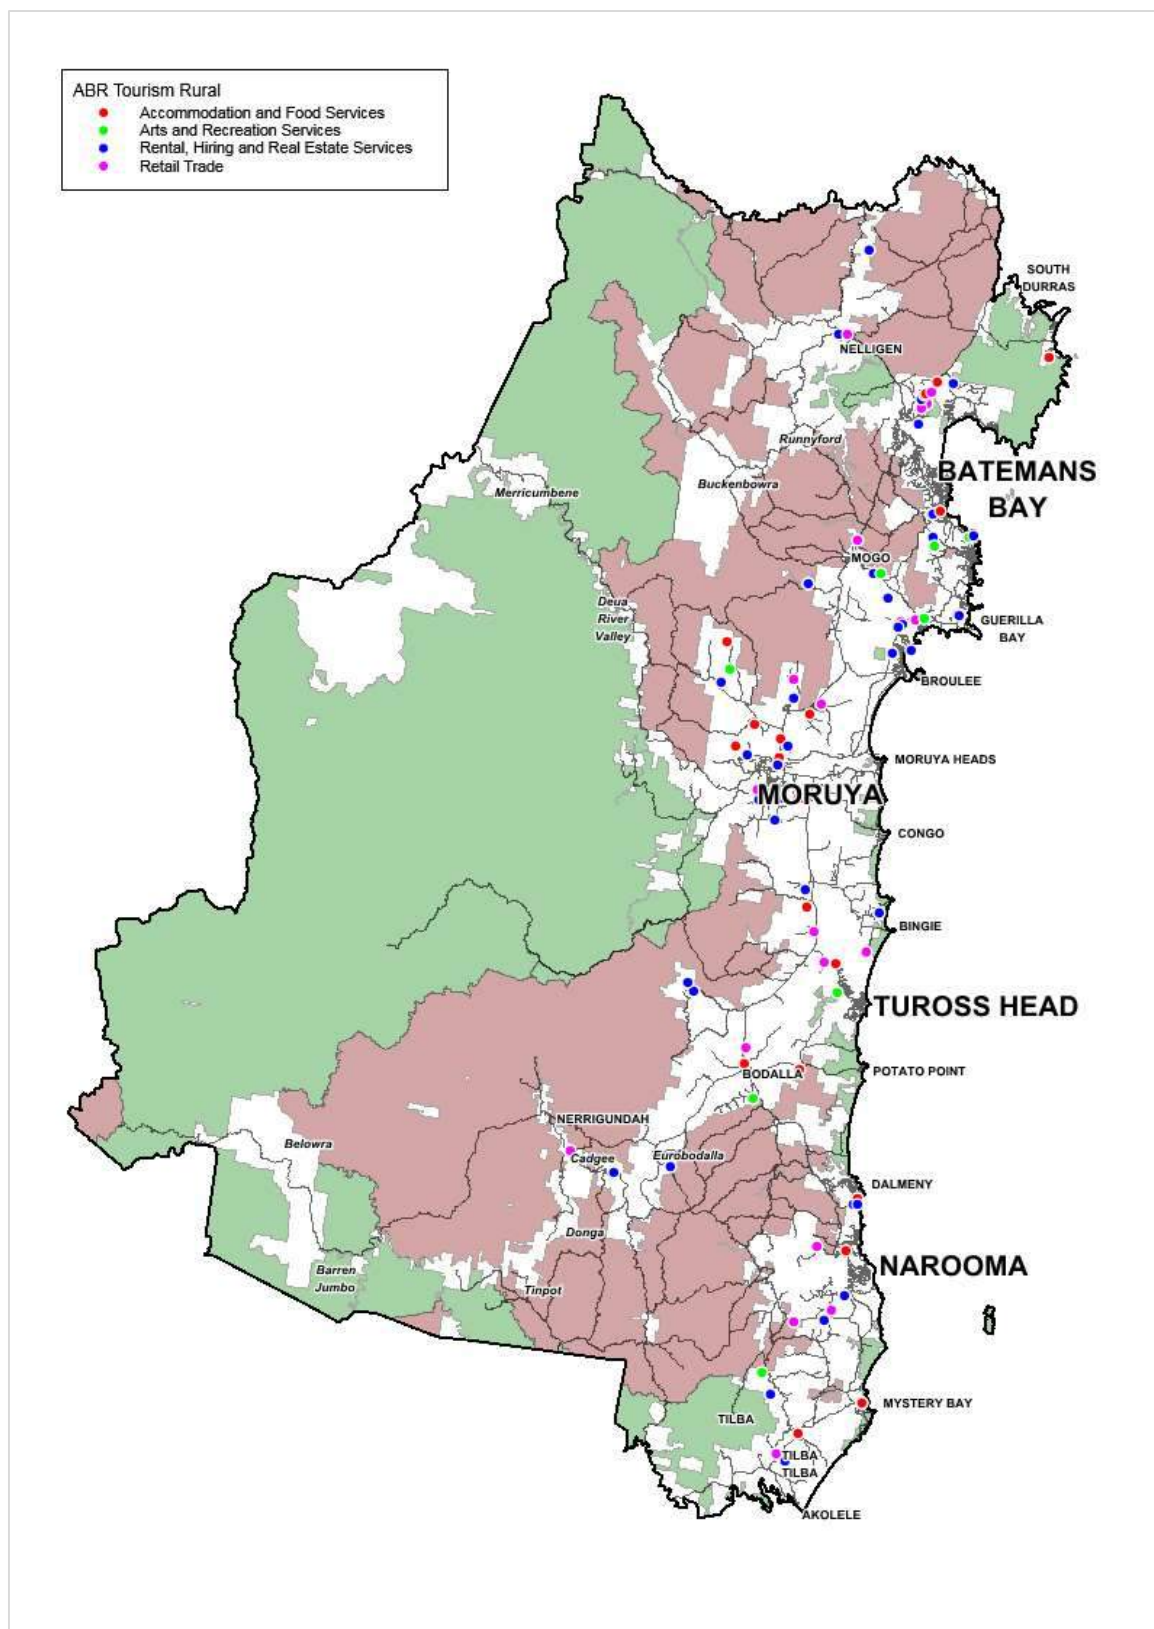 ABR Tourism Rural
Accommodation and Food Services
Arts and Recreation Services
Rental, Hiring and Real Estate Services
Retail Trade
SOUTH
DURRAS
NELLIGEN
Runnyford
BATEMANS
BAY
Buckenbowra
Merricumbene
MOGO
Deua
River
Valley
GUERILLA
BAY
BROULEE
MORUYA HEADS
MORUYA
CONGO
BINGIE
TUROSS HEAD
POTATO POINT
BODALLA
NERRIGUNDAH
Belowra
Cadgee
Eurobodalla
DALMENY
Donga
NAROOMA
Barren
Jumbo
Tinpot
MYSTERY BAY
TILBA
TILBA
TILBA
AKOLELE